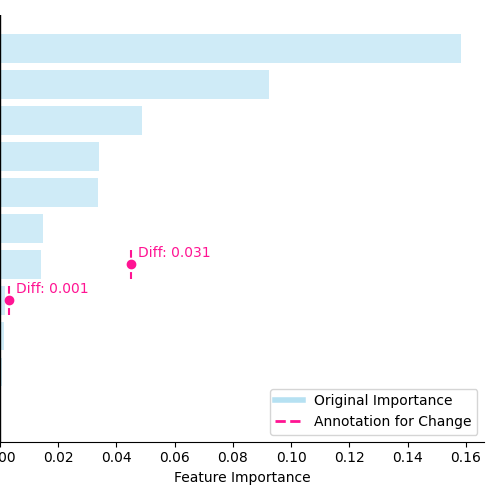 Diff: 0.031
Diff: 0.001
Original Importance
Annotation for Change
00 0.02 0.04 0.06 0.08 0.10 0.12 0.14 0.16
Feature Importance